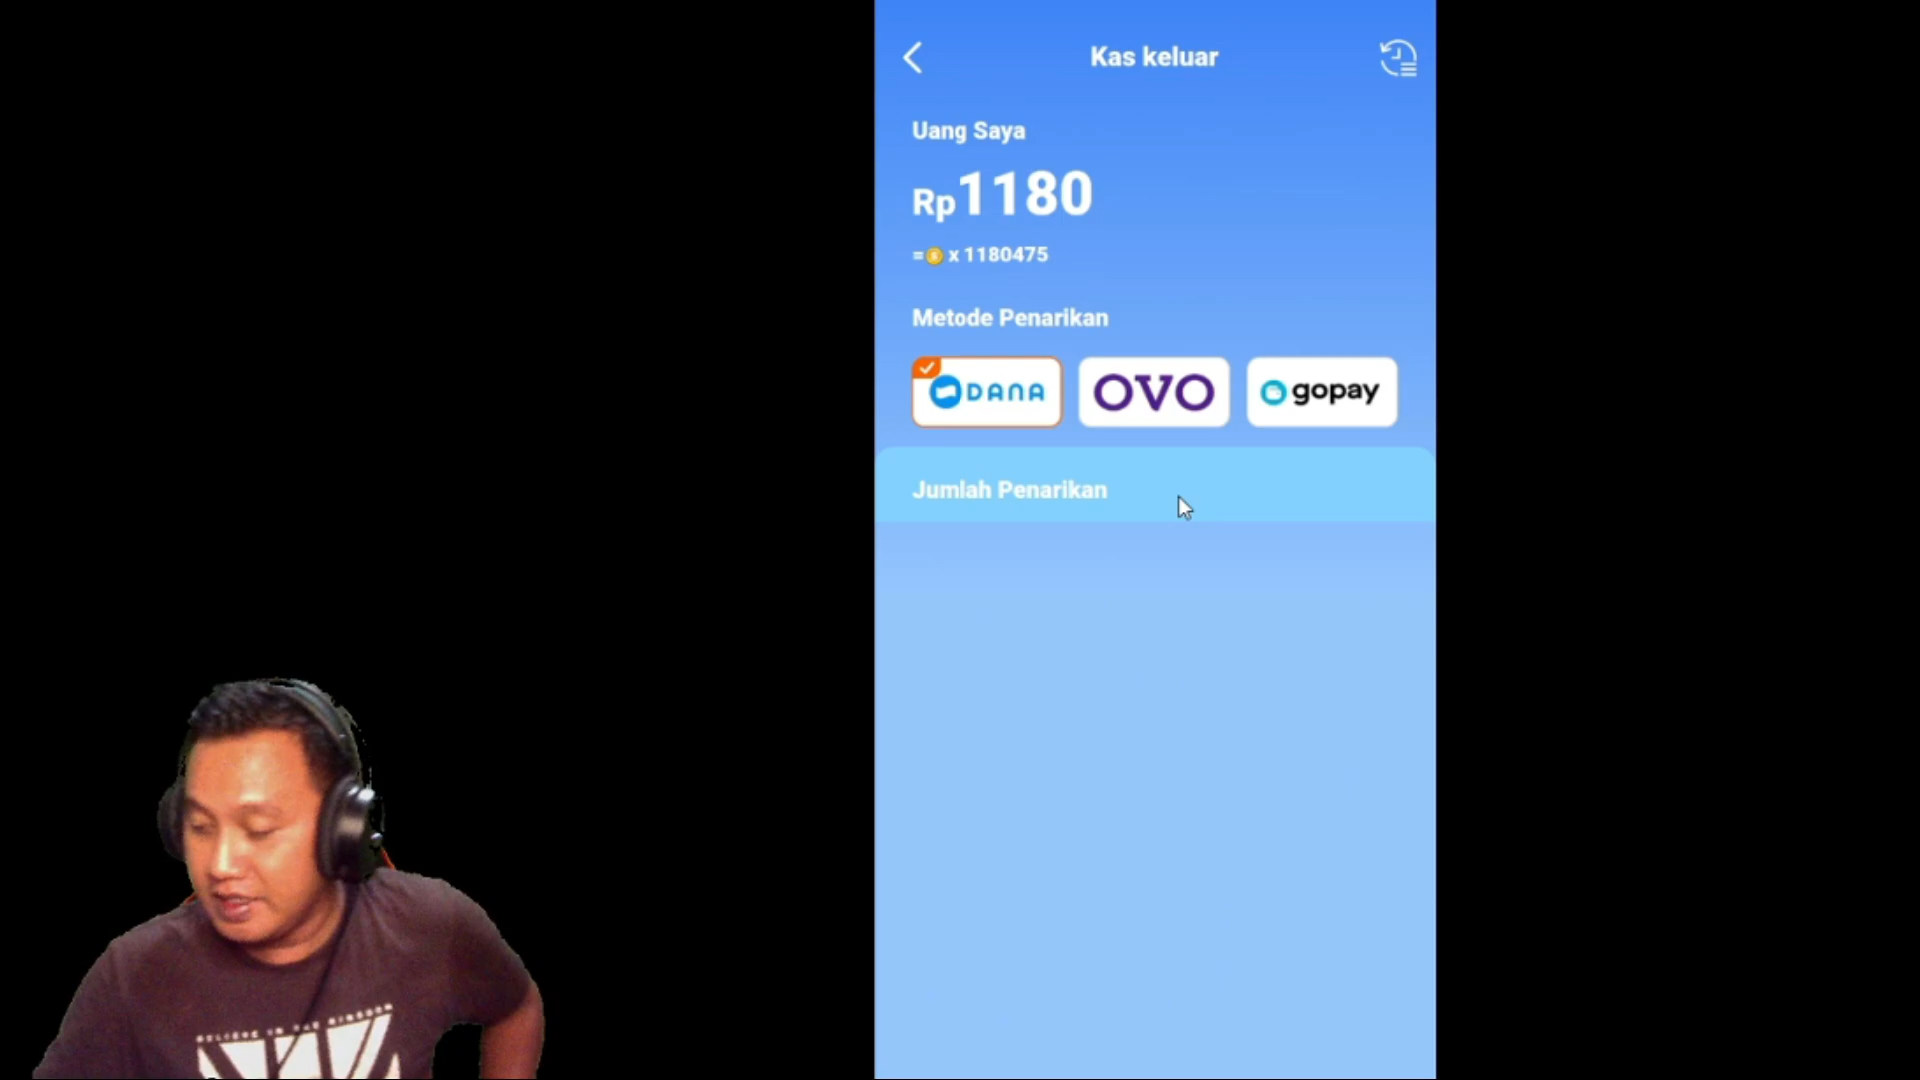 Kas keluar
Uang Saya
Rp1180
= x 1180475
Metode Penarikan
DANA
OVO
gopay
Jumlah Penarikan